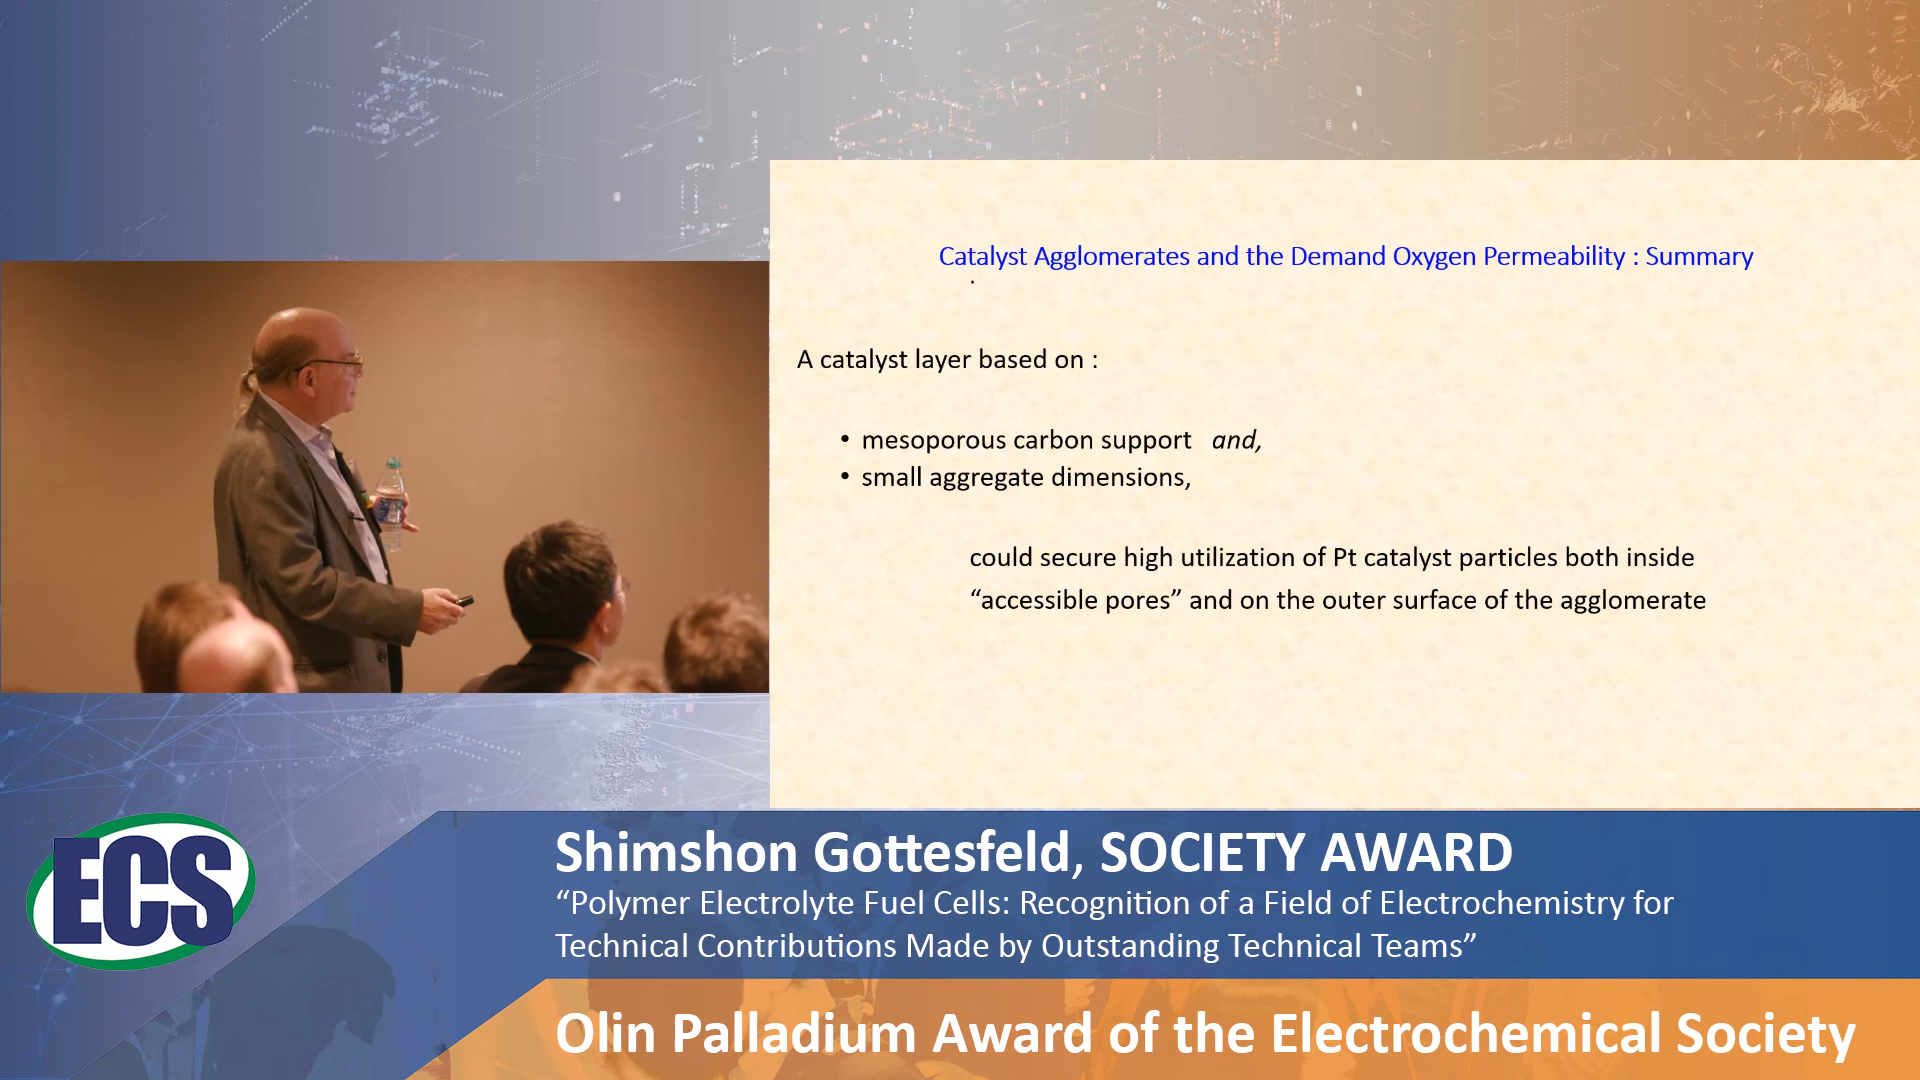 Catalyst Agglomerates and the Demand Oxygen Permeability : Summary
A catalyst layer based on :
• mesoporous carbon support and,
• small aggregate dimensions,
could secure high utilization of Pt catalyst particles both inside
“accessible pores” and on the outer surface of the agglomerate
ECS
Shimshon Gottesfeld, SOCIETY AWARD
“Polymer Electrolyte Fuel Cells: Recognition of a Field of Electrochemistry for
Technical Contributions Made by Outstanding Technical Teams”
Olin Palladium Award of the Electrochemical Society